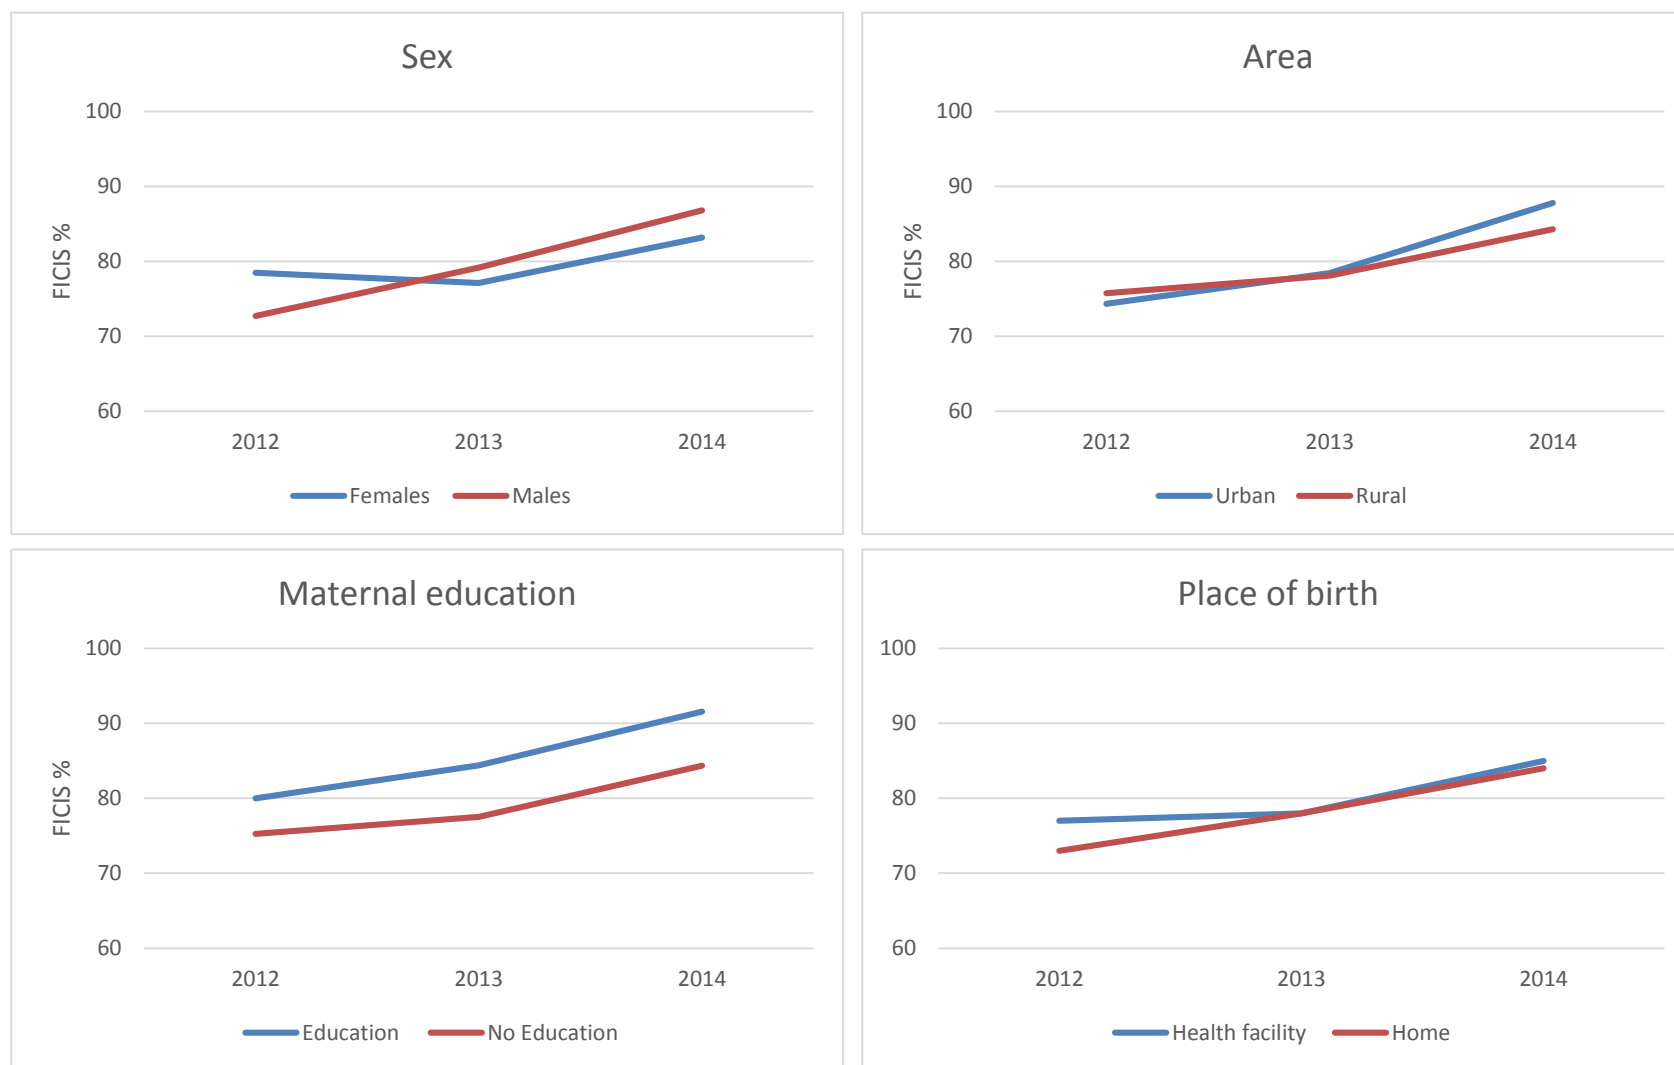 Sex
100
90
80
70
60
FICIS %
2012 2013 2014
Females Males
Area
100
90
80
70
60
FICIS %
2012 2013 2014
Urban Rural
Maternal education
100
90
80
70
60
FICIS %
2012 2013 2014
Education No Education
Place of birth
100
90
80
70
60
2012 2013 2014
Health facility Home